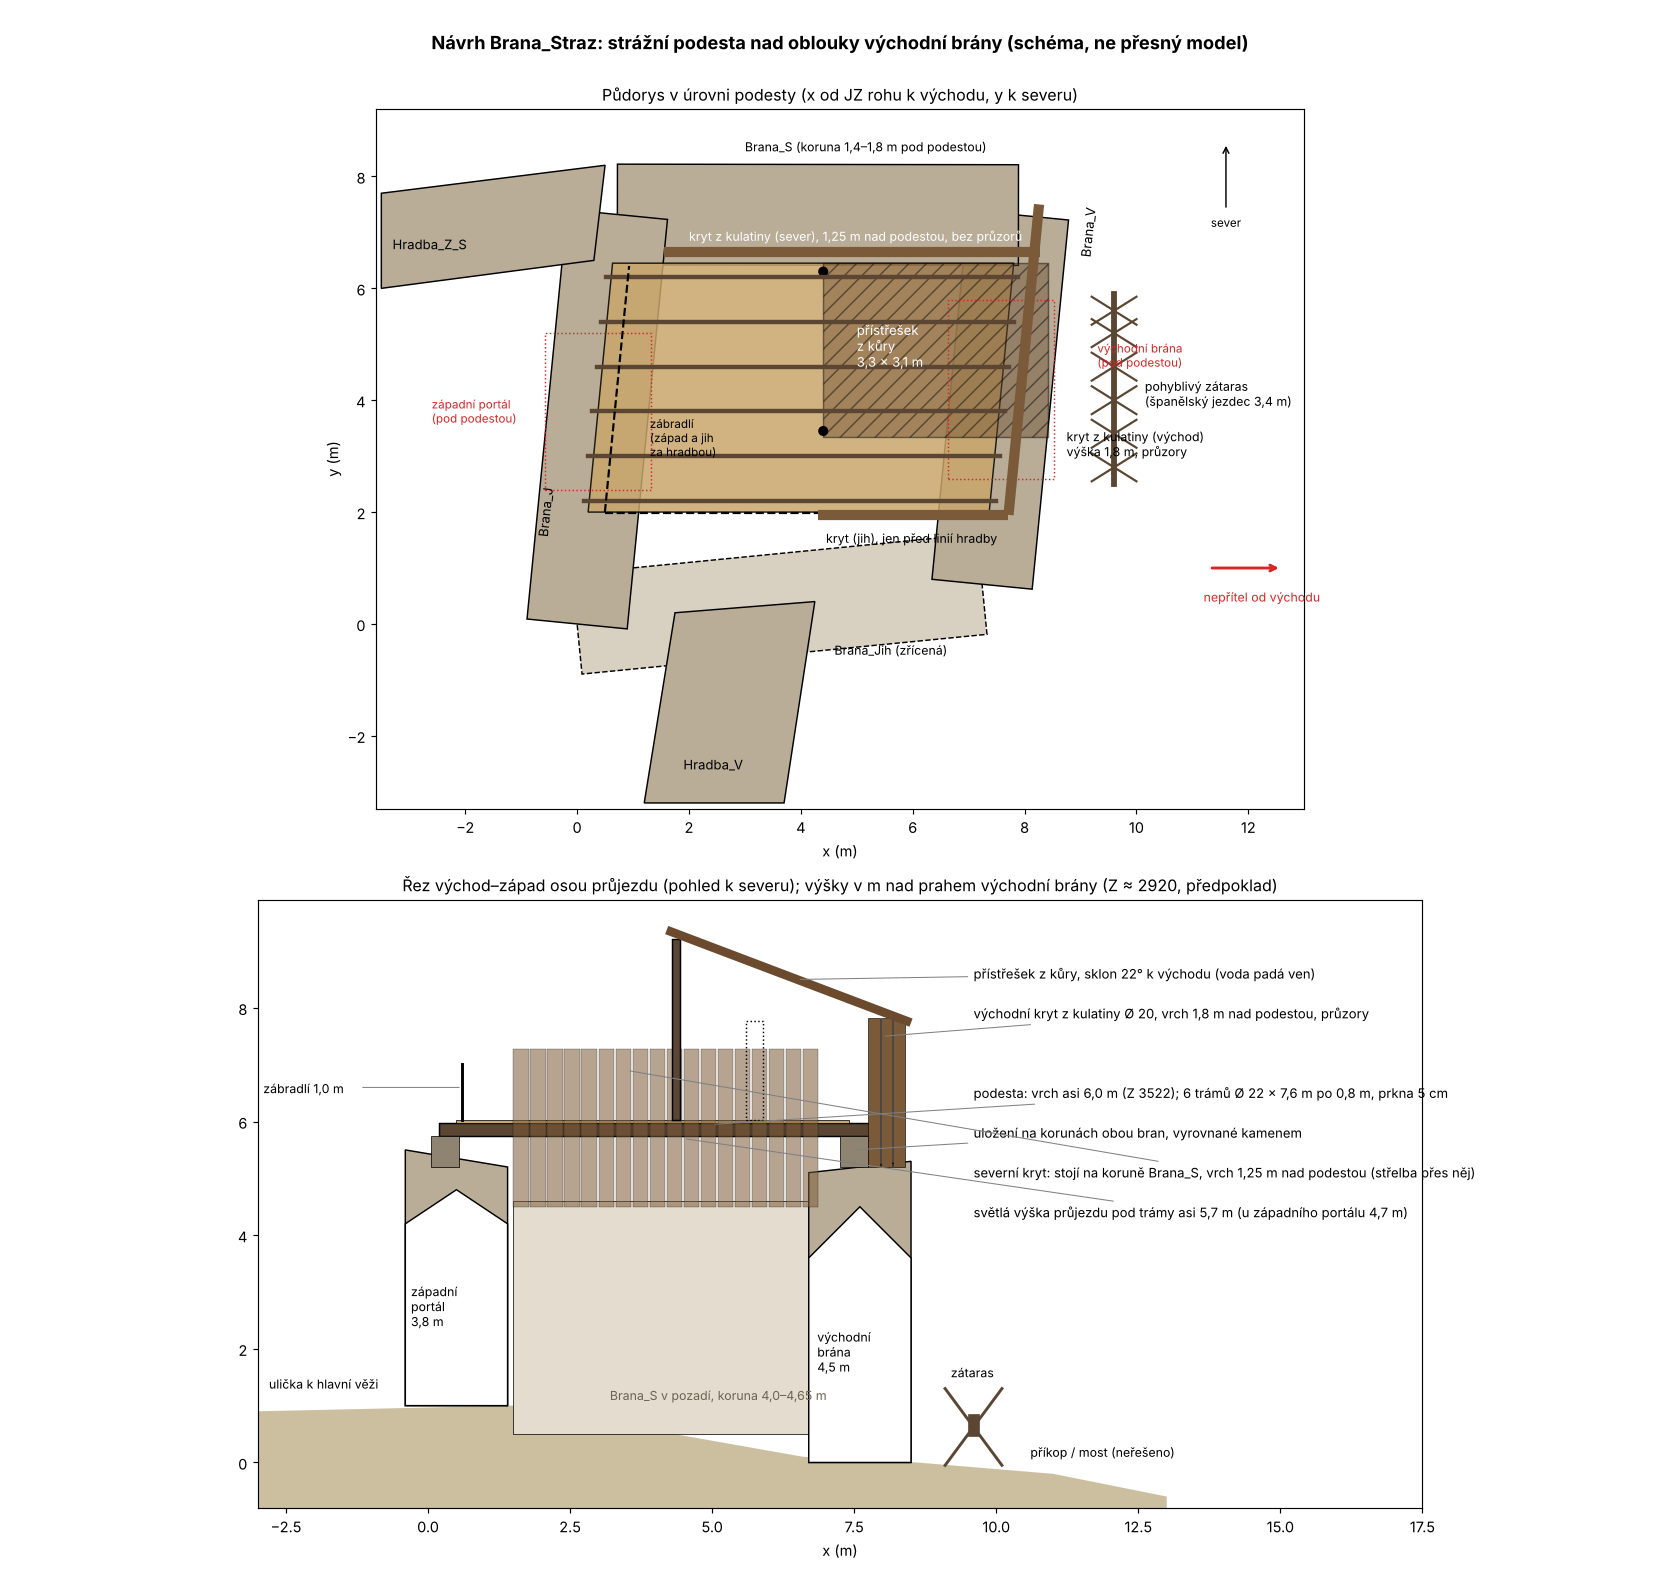 Návrh Brana_Straz: strážní podesta nad oblouky východní brány (schéma, ne přesný model)
Půdorys v úrovni podesty (x od JZ rohu k východu, y k severu)
Brana_S (koruna 1,4–1,8 m pod podestou)
sever
Brana_V
Hradba_Z_S
kryt z kulatiny (sever), 1,25 m nad podestou, bez průzorů
přístřešek
z kůry
3,3 × 3,1 m
východní brána
(pod podestou)
pohyblivý zátaras
(španělský jezdec 3,4 m)
západní portál
(pod podestou)
zábradlí
(západ a jih
za hradbou)
kryt z kulatiny (východ)
výška 1,8 m, průzory
Brana_J
kryt (jih), jen před linií hradby
nepřítel od východu
Brana_Jih (zřícená)
Hradba_V
8
6
4
2
0
−2
y (m)
−2 0 2 4 6 8 10 12
x (m)
Řez východ–západ osou průjezdu (pohled k severu); výšky v m nad prahem východní brány (Z ≈ 2920, předpoklad)
přístřešek z kůry, sklon 22° k východu (voda padá ven)
východní kryt z kulatiny Ø 20, vrch 1,8 m nad podestou, průzory
zábradlí 1,0 m
podesta: vrch asi 6,0 m (Z 3522); 6 trámů Ø 22 × 7,6 m po 0,8 m, prkna 5 cm
uložení na korunách obou bran, vyrovnané kamenem
severní kryt: stojí na koruně Brana_S, vrch 1,25 m nad podestou (střelba přes něj)
světlá výška průjezdu pod trámy asi 5,7 m (u západního portálu 4,7 m)
západní
portál
3,8 m
východní
brána
4,5 m
ulička k hlavní věži
Brana_S v pozadí, koruna 4,0–4,65 m
zátaras
příkop / most (neřešeno)
8
6
4
2
0
−2.5 0.0 2.5 5.0 7.5 10.0 12.5 15.0 17.5
x (m)